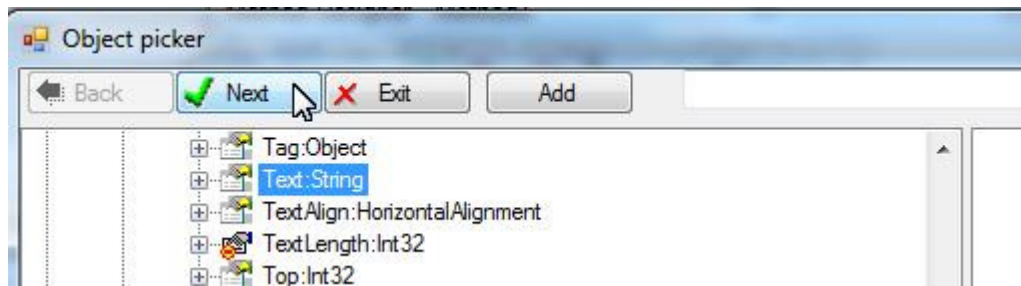 Object picker
Back Next Exit Add
Tag:Object
Text:String
TextAlign:HorizontalAlignment
TextLength:Int32
Top:Int32